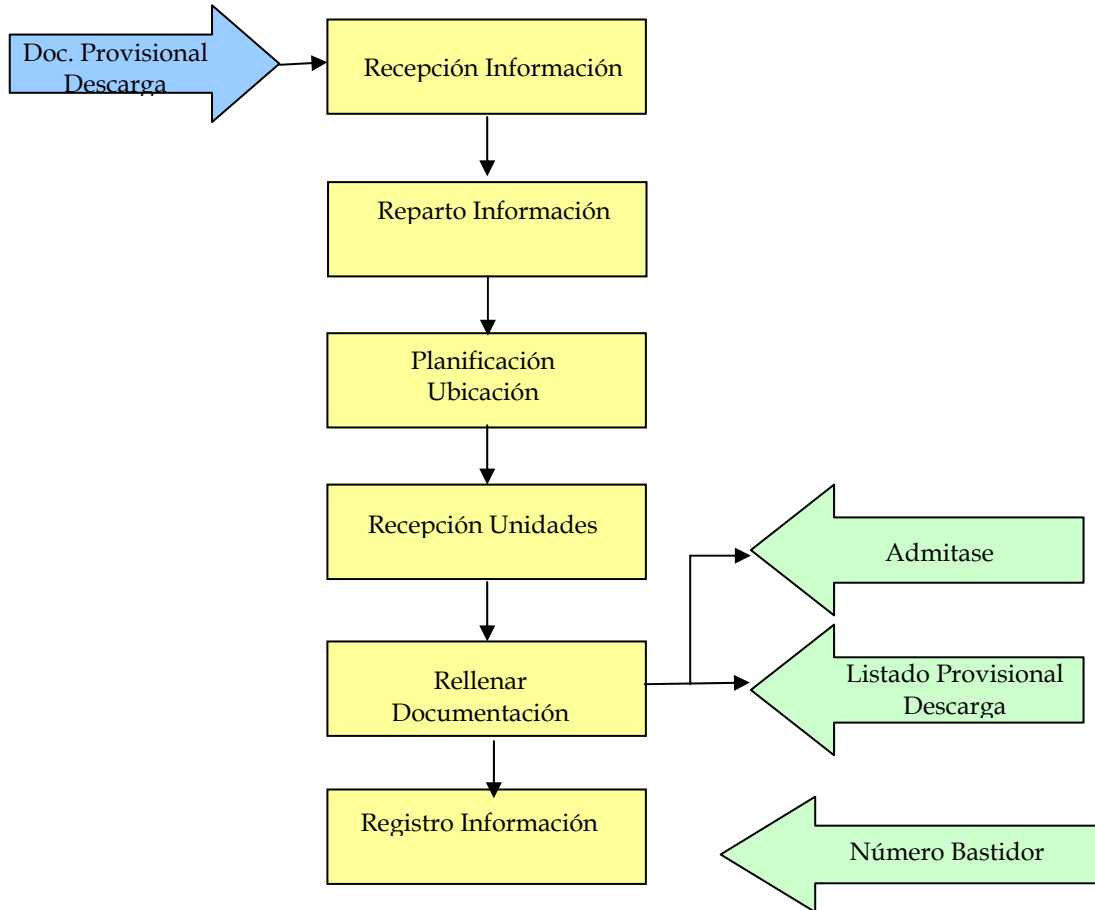 Doc. Provisional
Descarga
Recepción Información
Reparto Información
Planificación
Ubicación
Recepción Unidades
Admitase
Rellenar
Documentación
Listado Provisional
Descarga
Registro Información
Número Bastidor